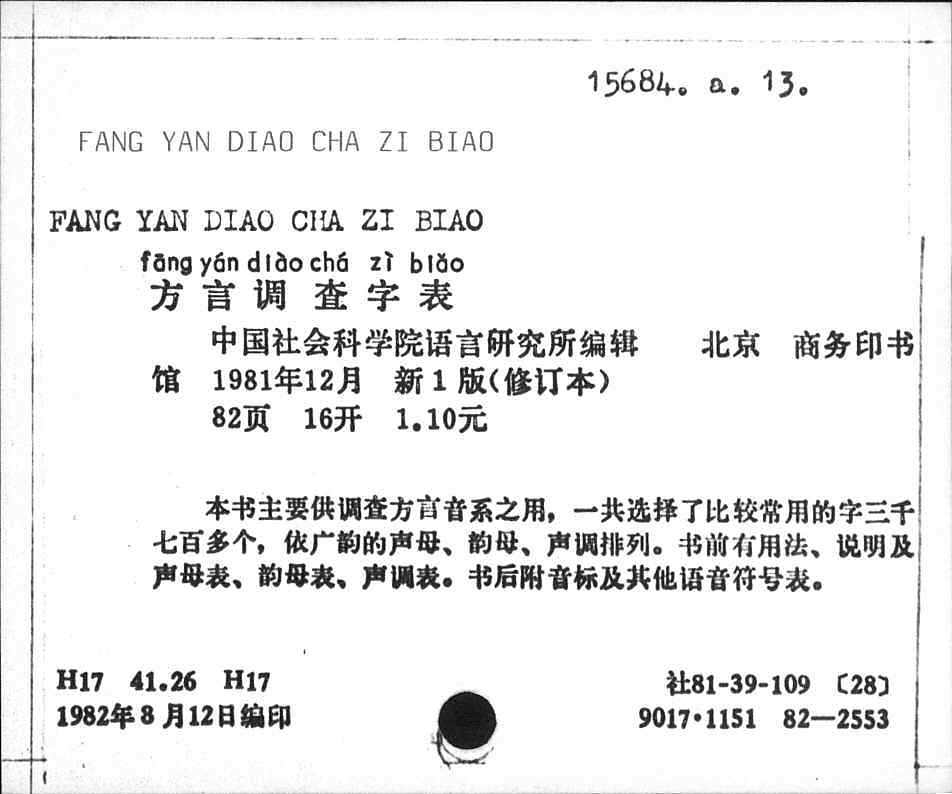 15684. a. 13.
FANG YAN DIAO CHA ZI BIAO
FANG YAN DIAO CHA ZI BIAO
fāng yán diào chá zì biǎo
方言调查字表
中国社会科学院语言研究所编辑 北京 商务印书
馆 1981年12月 新1版(修订本)
82页 16开 1.10元
本书主要供调查方言音系之用，一共选择了比较常用的字三千
七百多个，依广韵的声母、韵母、声调排列。书前有用法、说明及
声母表、韵母表、声调表。书后附音标及其他语音符号表。
H17 41.26 H17
社81-39-109 〔28〕
1982年8月12日编印
9017·1151 82—2553